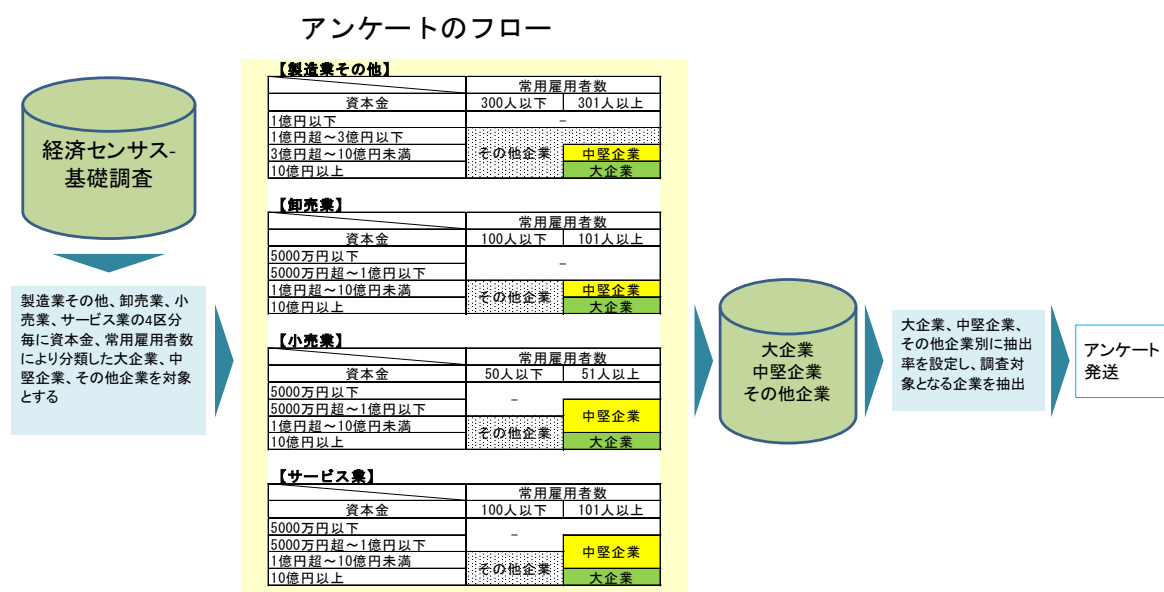 アンケートのフロー
経済センサス-
基礎調査
製造業その他、卸売業、小
売業、サービス業の4区分
毎に資本金、常用雇用者数
により分類した大企業、中
堅企業、その他企業を対象
とする
【製造業その他】
常用雇用者数
資本金 300人以下 301人以上
1億円以下 -
1億円超~3億円以下
3億円超~10億円未満 その他企業 中堅企業
10億円以上 大企業
【卸売業】
常用雇用者数
資本金 100人以下 101人以上
5000万円以下 -
5000万円超~1億円以下
1億円超~10億円未満 その他企業 中堅企業
10億円以上 大企業
【小売業】
常用雇用者数
資本金 50人以下 51人以上
5000万円以下 -
5000万円超~1億円以下 中堅企業
1億円超~10億円未満 その他企業
10億円以上 大企業
【サービス業】
常用雇用者数
資本金 100人以下 101人以上
5000万円以下 -
5000万円超~1億円以下 中堅企業
1億円超~10億円未満 その他企業
10億円以上 大企業
大企業
中堅企業
その他企業
大企業、中堅企業、
その他企業別に抽出
率を設定し、調査対
象となる企業を抽出
アンケート
発送